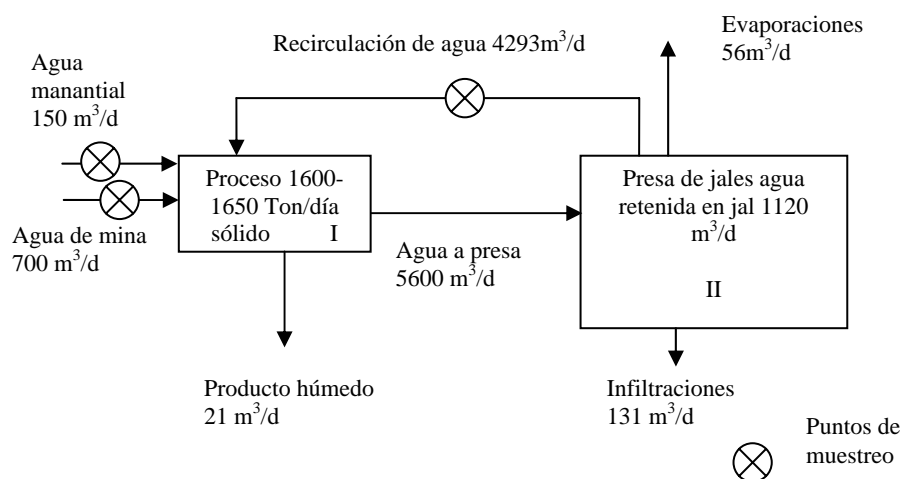 Evaporaciones
56m³/d
Recirculación de agua 4293m³/d
Agua
manantial
150 m³/d
Proceso 1600-
1650 Ton/día
sólido I
Presa de jales agua
retenida en jal 1120
m³/d
II
Agua de mina
700 m³/d
Agua a presa
5600 m³/d
Producto húmedo
21 m³/d
Infiltraciones
131 m³/d
Puntos de
muestreo